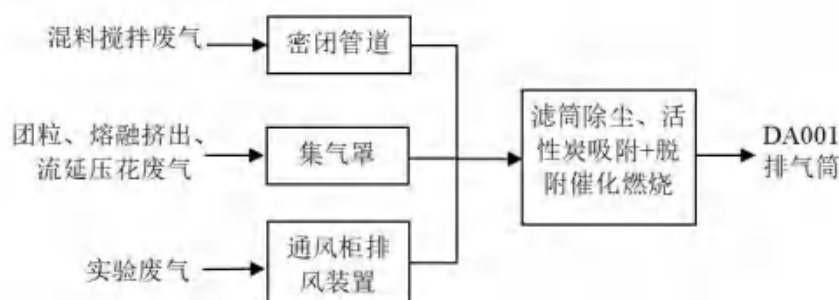 混料搅拌废气
密闭管道
团粒、熔融挤出、
流延压花废气
集气罩
实验废气
通风柜排
风装置
滤筒除尘、活
性炭吸附+脱
附催化燃烧
DA001
排气筒